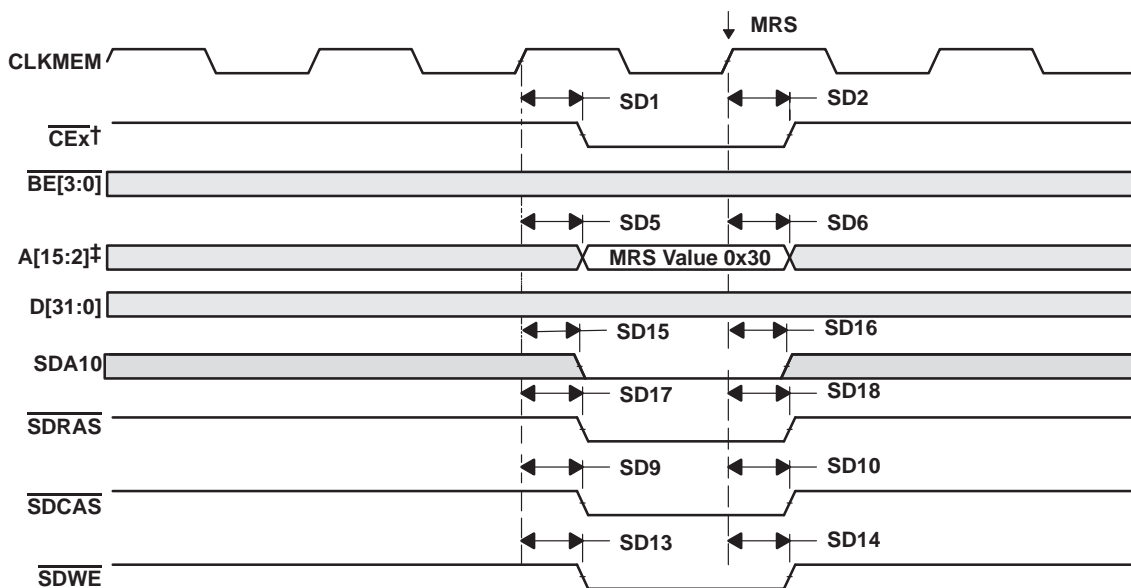 MRS
CLKMEM
SD1 SD2
CEx†
BE[3:0]
SD5 SD6
A[15:2]‡ MRS Value 0x30
D[31:0]
SD15 SD16
SDA10
SD17 SD18
SDRAS
SD9 SD10
SDCAS
SD13 SD14
SDWE